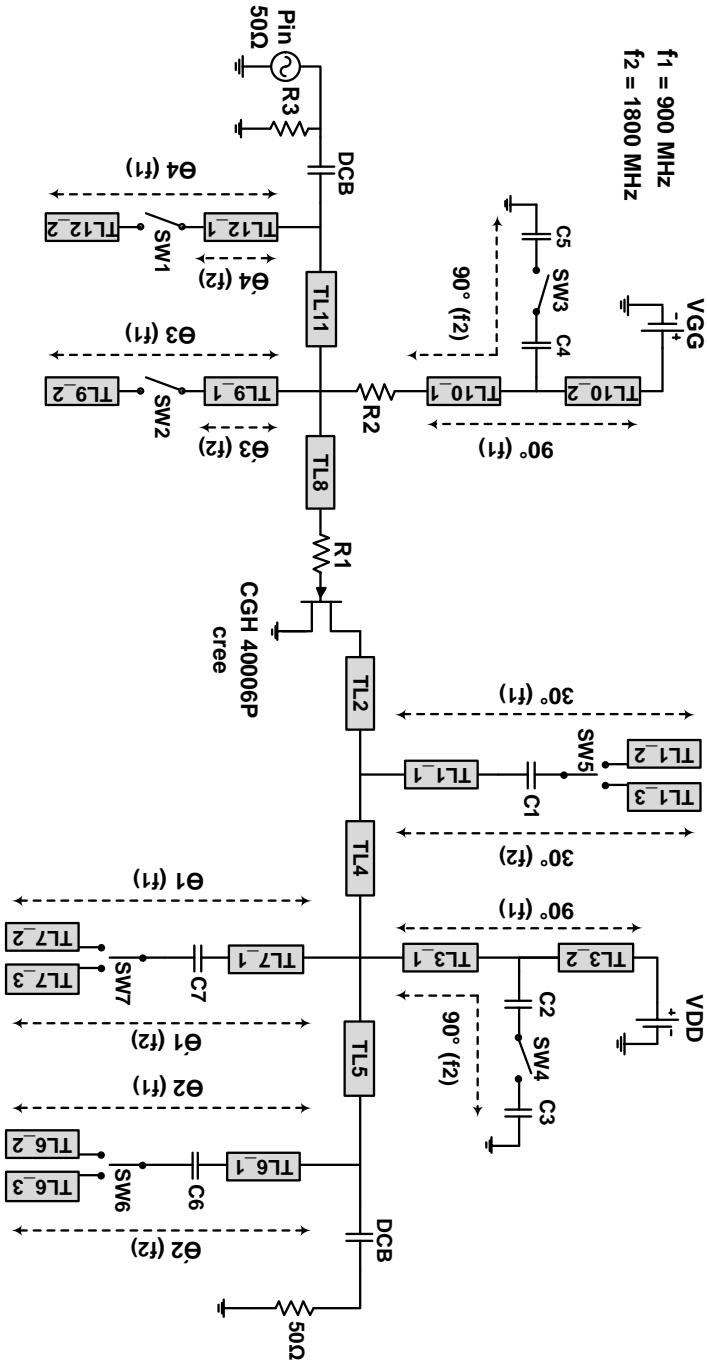 f1 = 900 MHz
f2 = 1800 MHz
VGG
+
-
TL10_2
TL10_1
90° (f1)
90° (f2)
C5
SW3
C4
R2
Pin
50Ω
R3
DCB
TL11
TL8
R1
TL12_1
SW1
TL12_2
Θ4 (f1)
Θ́4 (f2)
TL9_1
SW2
TL9_2
Θ3 (f1)
Θ́3 (f2)
CGH 40006P
cree
TL2
TL1_2
TL1_3
SW5
C1
TL1_1
30° (f1)
30° (f2)
TL4
VDD
+
-
TL3_2
TL3_1
90° (f1)
90° (f2)
C2
SW4
C3
TL7_1
C7
SW7
TL7_2
TL7_3
Θ1 (f1)
Θ́1 (f2)
TL5
TL6_1
C6
SW6
TL6_2
TL6_3
Θ2 (f1)
Θ́2 (f2)
DCB
50Ω